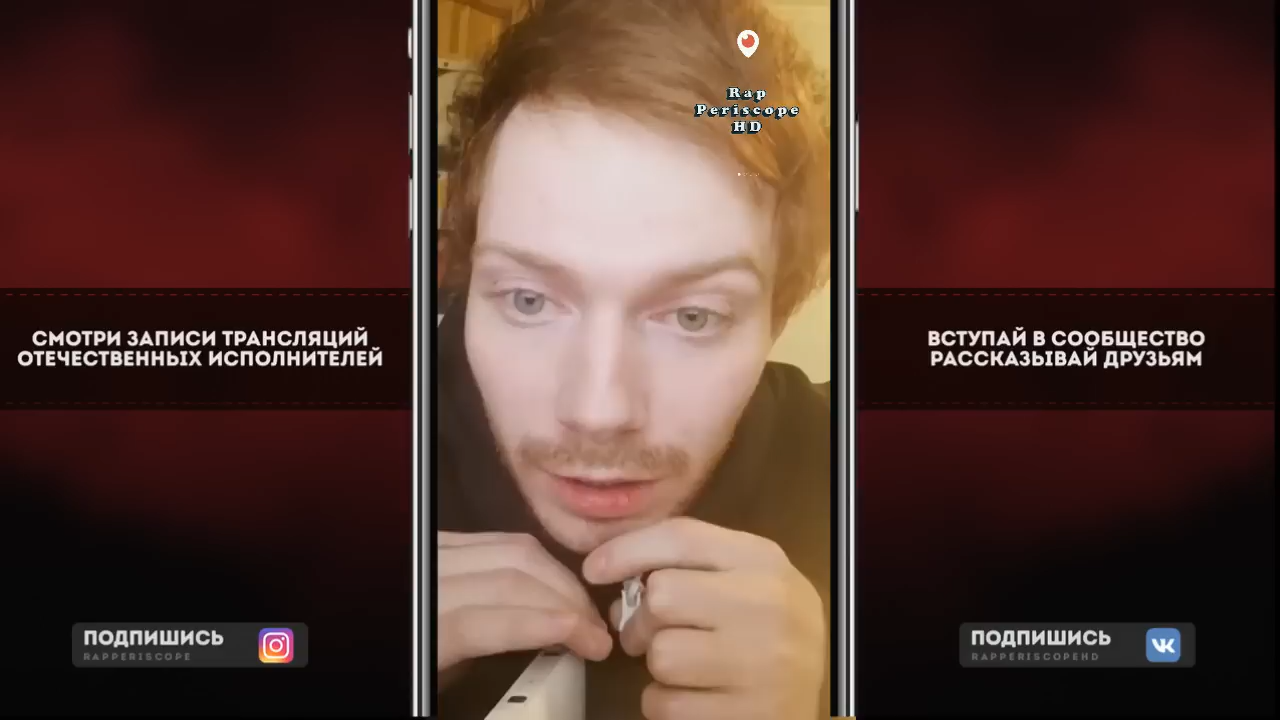 Rap
Periscope
HD
СМОТРИ ЗАПИСИ ТРАНСЛЯЦИЙ
ОТЕЧЕСТВЕННЫХ ИСПОЛНИТЕЛЕЙ
ВСТУПАЙ В СООБЩЕСТВО
РАССКАЗЫВАЙ ДРУЗЬЯМ
ПОДПИШИСЬ
RAPPERISCOPE
ПОДПИШИСЬ
RAPPERISCOPEHD